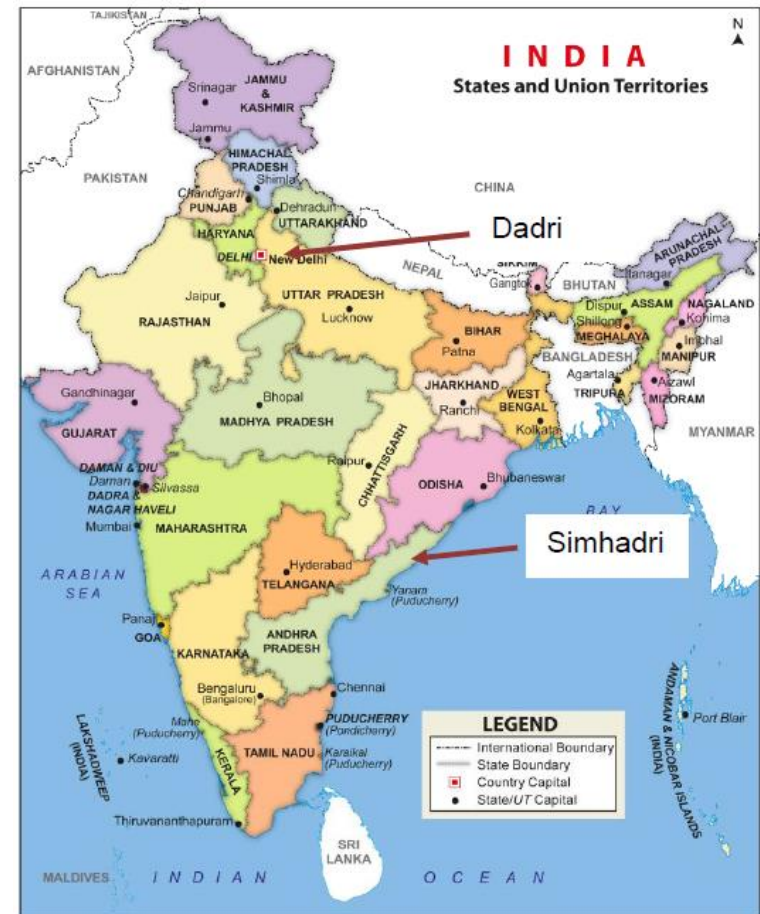 TAJIKISTAN
N
INDIA
States and Union Territories
AFGHANISTAN
JAMMU
&
KASHMIR
Srinagar
Jammu
HIMACHAL
PRADESH
Shimla
PAKISTAN
CHINA
Chandigarh
PUNJAB
Dehradun
UTTARAKHAND
HARYANA
DELHI
New Delhi
Dadri
ARUNACHAL
PRADESH
Itanagar
NEPAL
SIKKIM
Gangtok
BHUTAN
Dispur
ASSAM
NAGALAND
Kohima
Shillong
MEGHALAYA
Imphal
MANIPUR
BANGLADESH
Agartala
TRIPURA
Aizawl
MIZORAM
MYANMAR
Jaipur
RAJASTHAN
UTTAR PRADESH
Lucknow
BIHAR
Patna
JHARKHAND
Ranchi
WEST
BENGAL
Kolkata
Gandhinagar
GUJARAT
Bhopal
MADHYA PRADESH
CHHATTISGARH
Raipur
ODISHA
Bhubaneswar
DAMAN & DIU
Daman
Silvassa
DADRA &
NAGAR HAVELI
Mumbai
MAHARASHTRA
BAY
Simhadri
ARABIAN
SEA
Hyderabad
TELANGANA
Yanam
(Puducherry)
Panaji
GOA
KARNATAKA
ANDHRA
PRADESH
Bengaluru
(Bangalore)
Chennai
Mahe
(Puducherry)
PUDUCHERRY
(Pondicherry)
LAKSHADWEEP
(INDIA)
Kavaratti
KERALA
TAMIL NADU
Karaikal
(Puducherry)
Thiruvananthapuram
SRI
LANKA
MALDIVES
INDIAN OCEAN
ANDAMAN & NICOBAR ISLANDS
(INDIA)
Port Blair
LEGEND
International Boundary
State Boundary
Country Capital
State/UT Capital